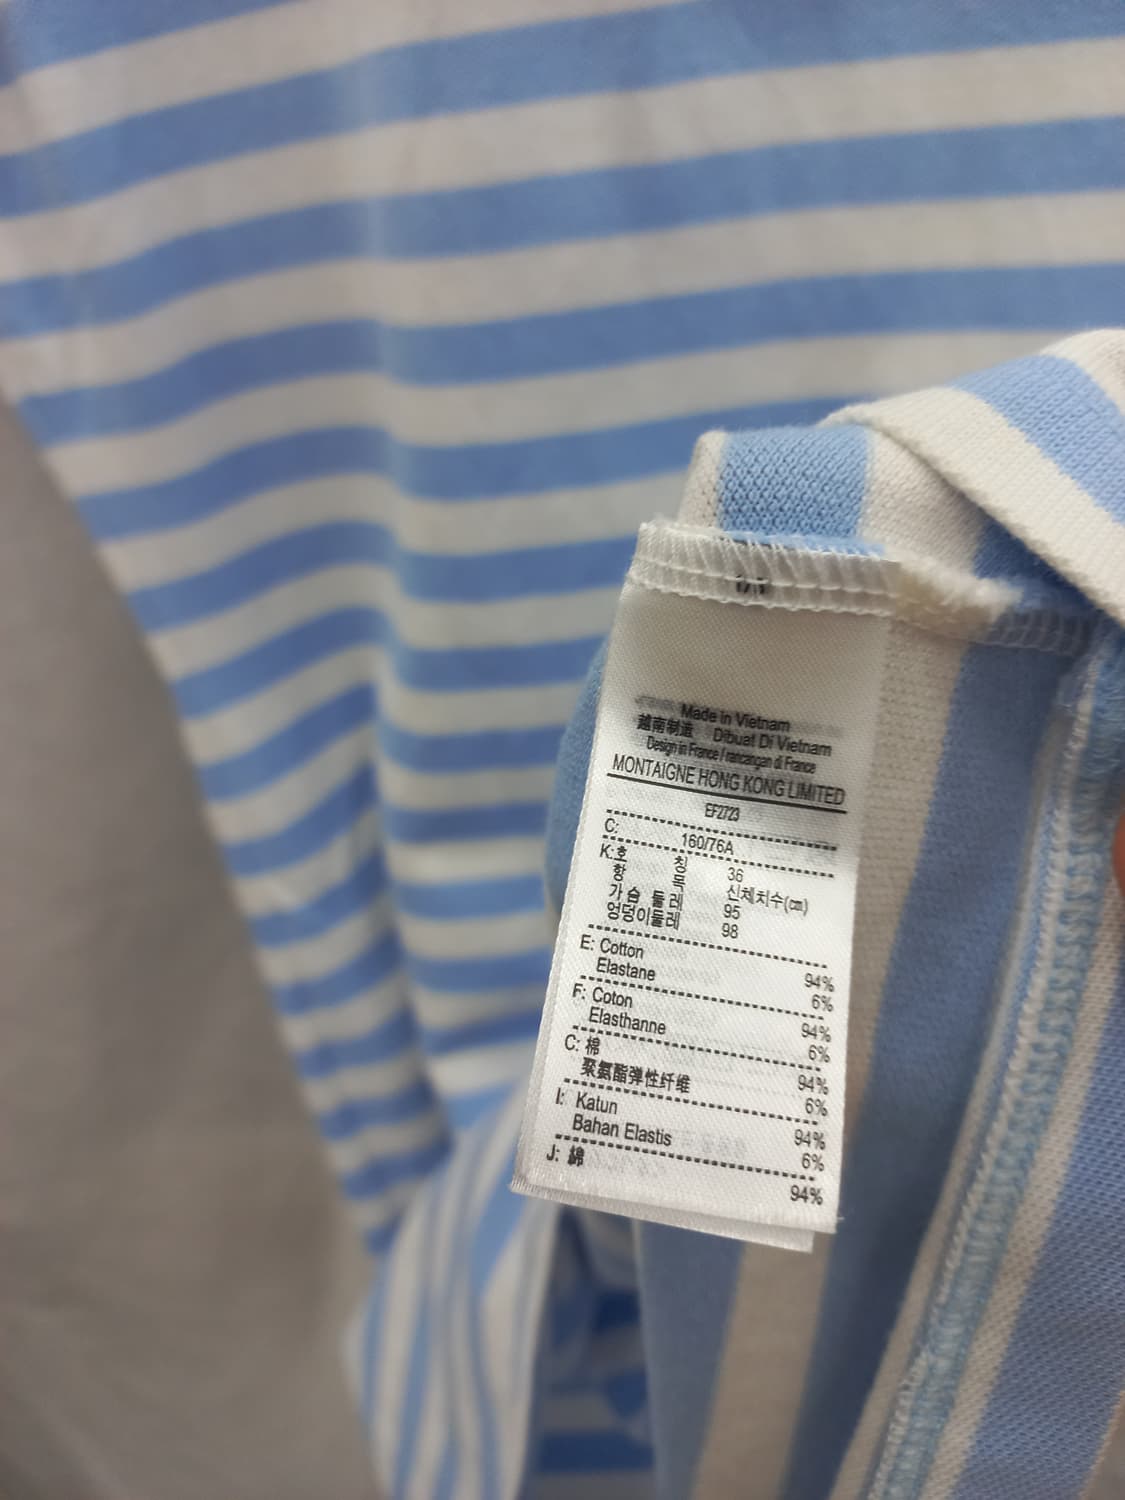 Made in Vietnam
越南制造 Dibuat Di Vietnam
Design in France / rancangan di France
MONTAIGNE HONG KONG LIMITED
EF2723
C: 160/76A
K:호 칭 36
항 목 신체치수(㎝)
가 슴 둘 레 95
엉덩이둘레 98
E: Cotton 94%
Elastane 6%
F: Coton 94%
Elasthanne 6%
C: 棉 94%
聚氨酯弹性纤维 6%
I: Katun 94%
Bahan Elastis 6%
J: 綿 94%